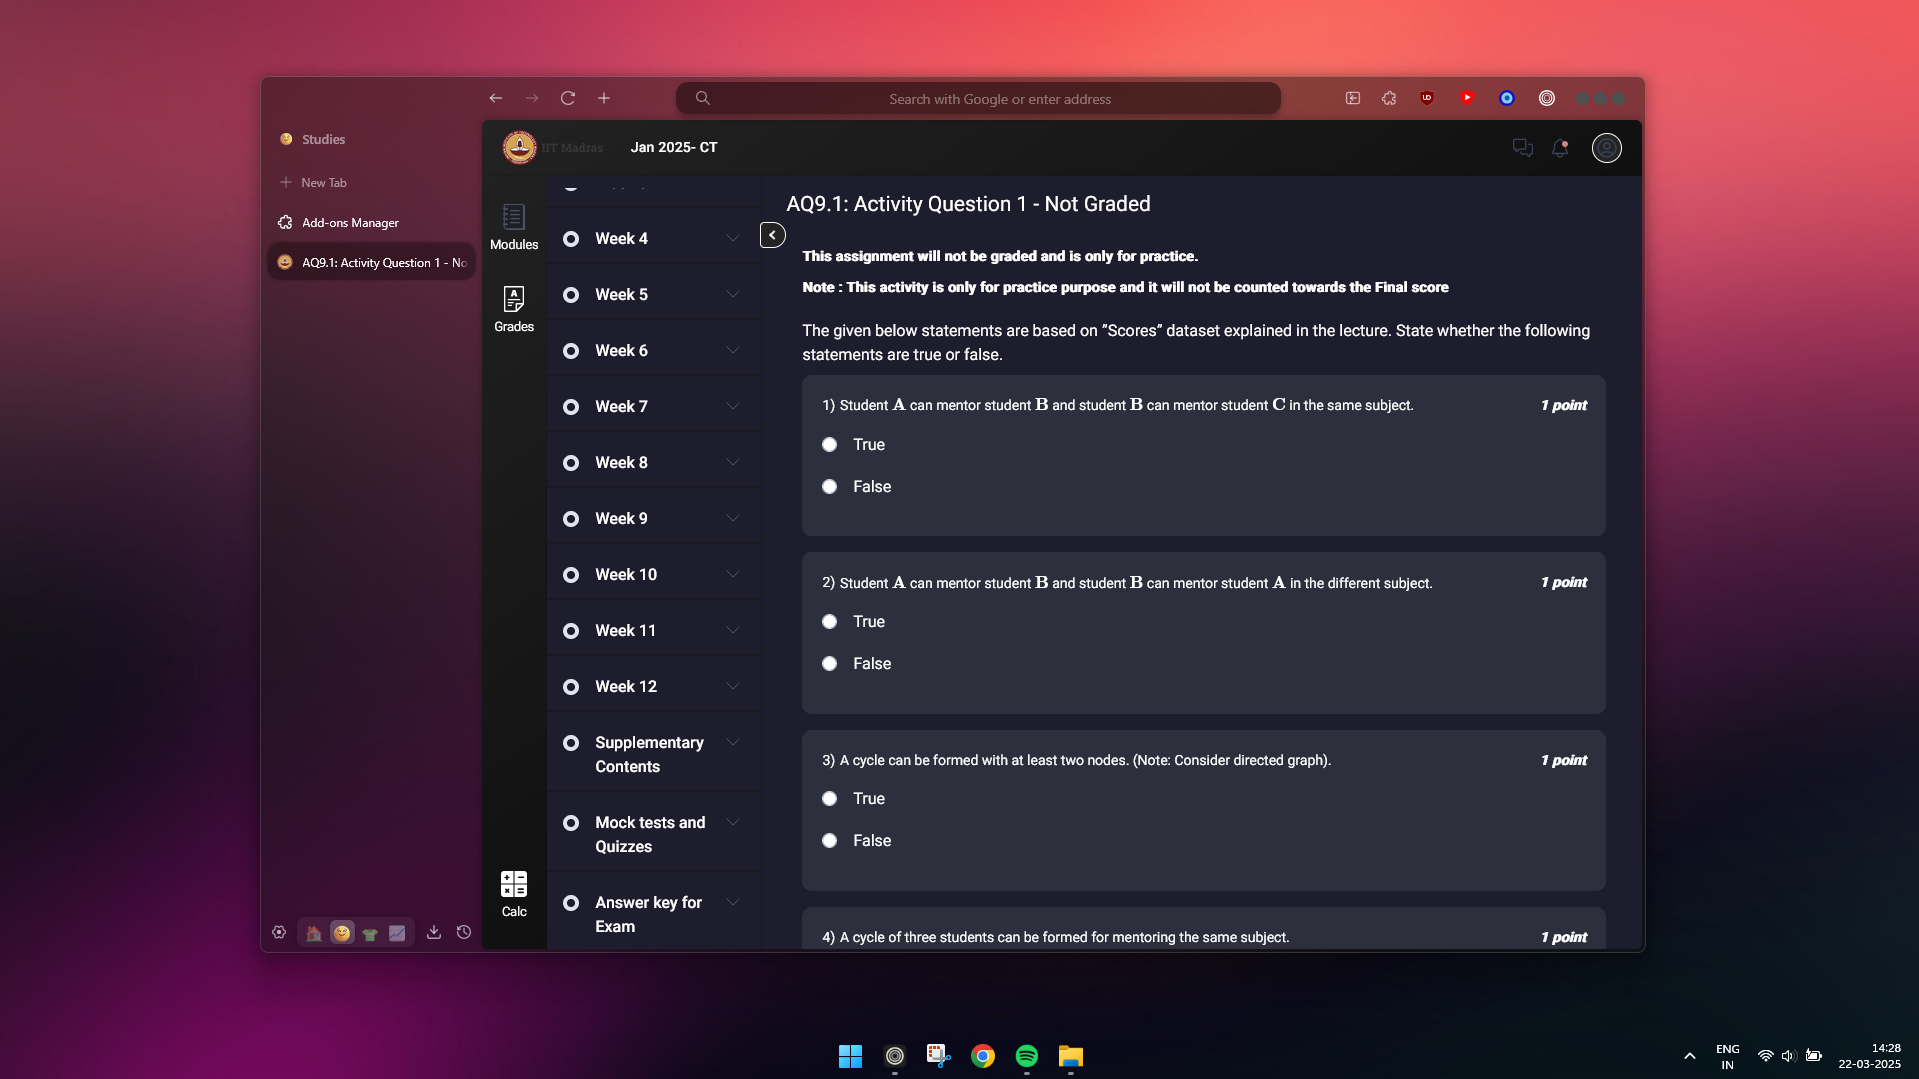 Search with Google or enter address
Studies
New Tab
Add-ons Manager
AQ9.1: Activity Question 1 - No
IIT Madras
Jan 2025- CT
Modules
Grades
Calc
Week 4
Week 5
Week 6
Week 7
Week 8
Week 9
Week 10
Week 11
Week 12
Supplementary
Contents
Mock tests and
Quizzes
Answer key for
Exam
AQ9.1: Activity Question 1 - Not Graded
This assignment will not be graded and is only for practice.
Note : This activity is only for practice purpose and it will not be counted towards the Final score
The given below statements are based on ”Scores” dataset explained in the lecture. State whether the following
statements are true or false.
1) Student A can mentor student B and student B can mentor student C in the same subject. 1 point
True
False
2) Student A can mentor student B and student B can mentor student A in the different subject. 1 point
True
False
3) A cycle can be formed with at least two nodes. (Note: Consider directed graph). 1 point
True
False
4) A cycle of three students can be formed for mentoring the same subject. 1 point
ENG
IN
14:28
22-03-2025